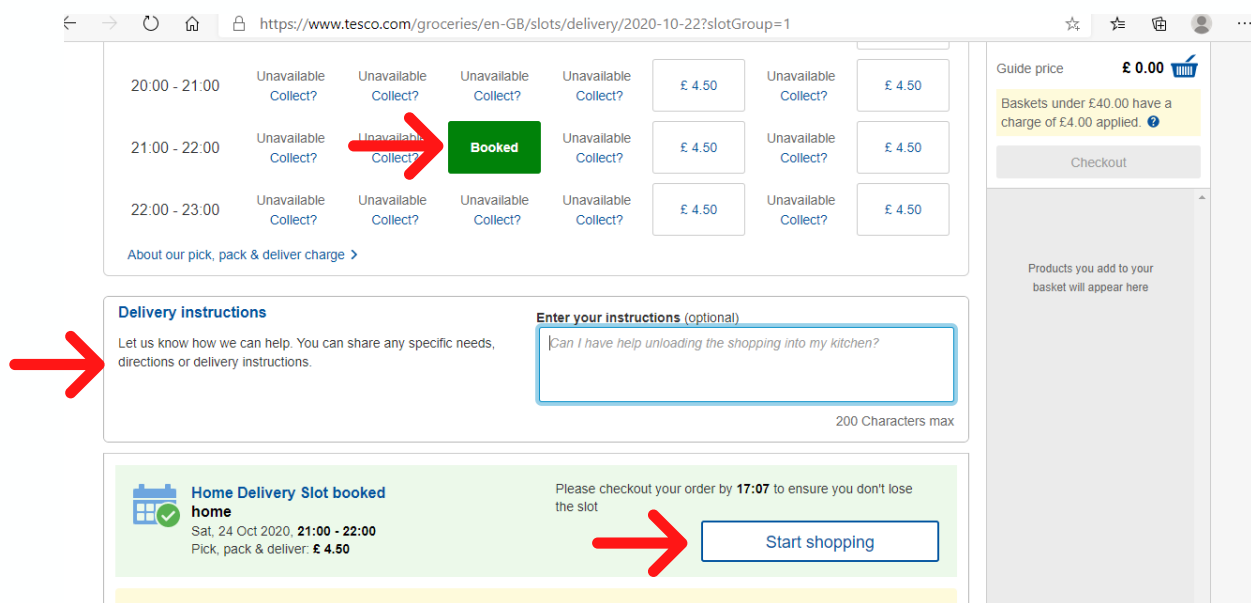 https://www.tesco.com/groceries/en-GB/slots/delivery/2020-10-22?slotGroup=1
20:00 - 21:00 Unavailable Collect? Unavailable Collect? Unavailable Collect? Unavailable Collect? £ 4.50 Unavailable Collect? £ 4.50
21:00 - 22:00 Unavailable Collect? Unavailable Collect? Booked Unavailable Collect? £ 4.50 Unavailable Collect? £ 4.50
22:00 - 23:00 Unavailable Collect? Unavailable Collect? Unavailable Collect? Unavailable Collect? £ 4.50 Unavailable Collect? £ 4.50
About our pick, pack & deliver charge >
Guide price £ 0.00
Baskets under £40.00 have a
charge of £4.00 applied. ?
Checkout
Products you add to your
basket will appear here
Delivery instructions
Let us know how we can help. You can share any specific needs,
directions or delivery instructions.
Enter your instructions (optional)
Can I have help unloading the shopping into my kitchen?
200 Characters max
Home Delivery Slot booked
home
Sat, 24 Oct 2020, 21:00 - 22:00
Pick, pack & deliver: £ 4.50
Please checkout your order by 17:07 to ensure you don't lose
the slot
Start shopping